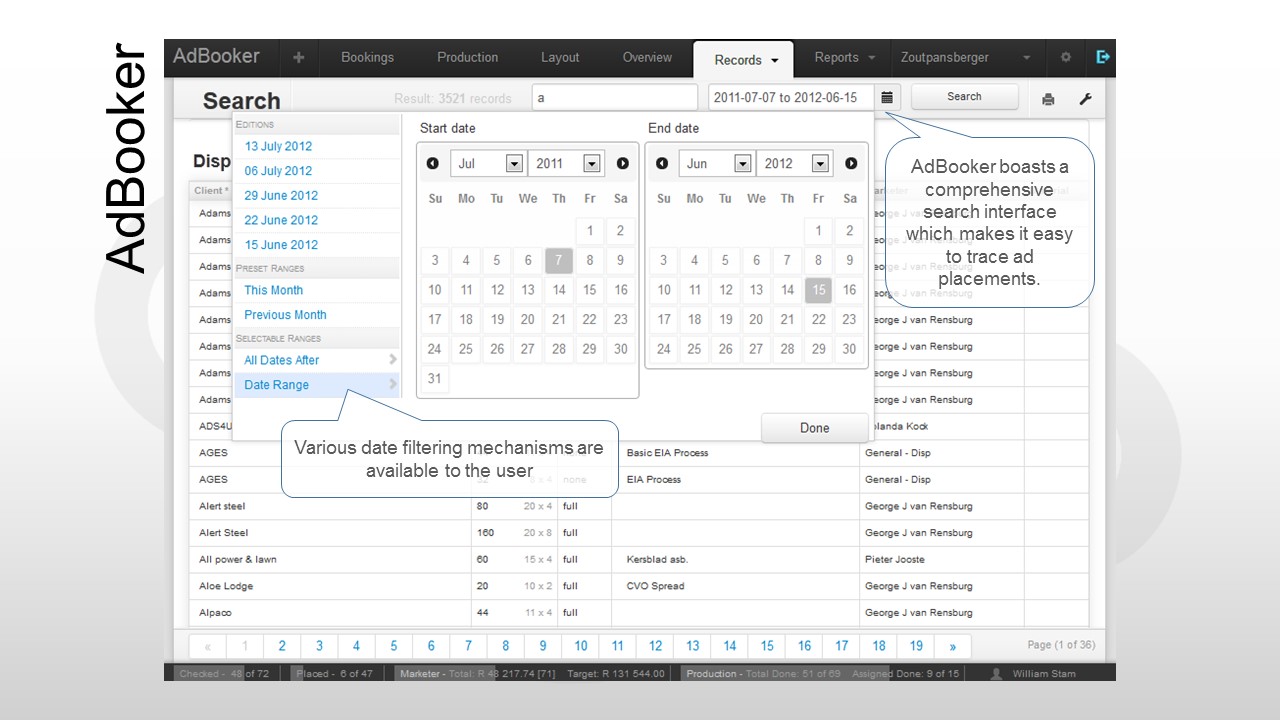 AdBooker
AdBooker + Bookings Production Layout Overview Records Reports Zoutpansberger
Search Result: 3521 records a 2011-07-07 to 2012-06-15 Search
EDITIONS
13 July 2012
06 July 2012
29 June 2012
22 June 2012
15 June 2012
PRESET RANGES
This Month
Previous Month
SELECTABLE RANGES
All Dates After
Date Range
Start date
Jul 2011
Su Mo Tu We Th Fr Sa
1 2
3 4 5 6 7 8 9
10 11 12 13 14 15 16
17 18 19 20 21 22 23
24 25 26 27 28 29 30
31
End date
Jun 2012
Su Mo Tu We Th Fr Sa
1 2
3 4 5 6 7 8 9
10 11 12 13 14 15 16
17 18 19 20 21 22 23
24 25 26 27 28 29 30
Done
AdBooker boasts a
comprehensive
search interface
which makes it easy
to trace ad
placements.
Various date filtering mechanisms are
available to the user
Disp
Client *
Adams
Adams
Adams
Adams
Adams George J van Rensburg
Adams George J van Rensburg
Adams George J van Rensburg
Adams George J van Rensburg
ADS4U Yolanda Kock
AGES Basic EIA Process General - Disp
AGES 32 8 x 4 none EIA Process General - Disp
Alert steel 80 20 x 4 full George J van Rensburg
Alert Steel 160 20 x 8 full George J van Rensburg
All power & lawn 60 15 x 4 full Kersblad asb. Pieter Jooste
Aloe Lodge 20 10 x 2 full CVO Spread George J van Rensburg
Alpaco 44 11 x 4 full George J van Rensburg
« 1 2 3 4 5 6 7 8 9 10 11 12 13 14 15 16 17 18 19 » Page (1 of 36)
Checked - 48 of 72 Placed - 6 of 47 Marketer - Total: R 48 217.74 [71] Target: R 131 544.00 Production - Total Done: 51 of 69 Assigned Done: 9 of 15 William Stam